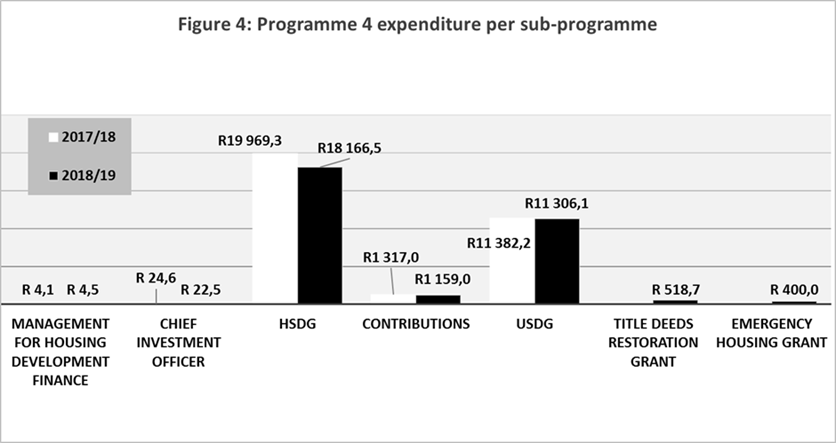 Figure 4: Programme 4 expenditure per sub-programme
2017/18
2018/19
R 4,1
R 4,5
R 24,6
R 22,5
R19 969,3
R18 166,5
R1 317,0
R1 159,0
R11 382,2
R11 306,1
R 518,7
R 400,0
MANAGEMENT
FOR HOUSING
DEVELOPMENT
FINANCE
CHIEF
INVESTMENT
OFFICER
HSDG
CONTRIBUTIONS
USDG
TITLE DEEDS
RESTORATION
GRANT
EMERGENCY
HOUSING GRANT